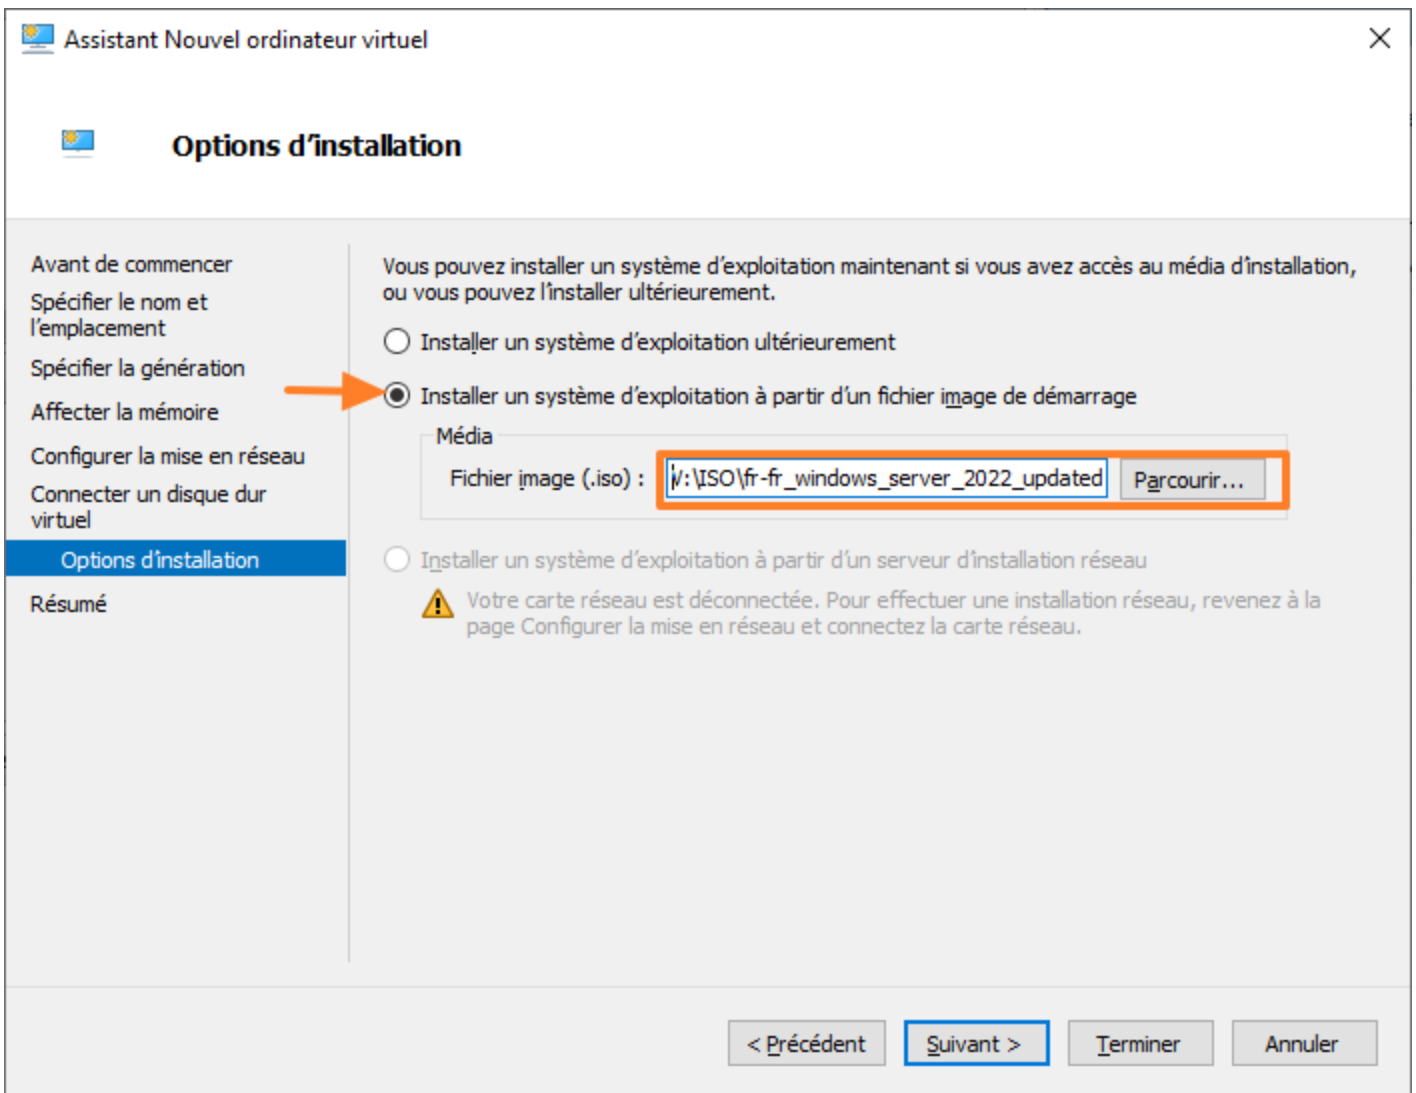 Assistant Nouvel ordinateur virtuel
Options d’installation
Avant de commencer
Spécifier le nom et
l’emplacement
Spécifier la génération
Affecter la mémoire
Configurer la mise en réseau
Connecter un disque dur
virtuel
Options d’installation
Résumé
Vous pouvez installer un système d’exploitation maintenant si vous avez accès au média d’installation,
ou vous pouvez l’installer ultérieurement.
Installer un système d’exploitation ultérieurement
Installer un système d’exploitation à partir d’un fichier image de démarrage
Média
Fichier image (.iso) :
V:\ISO\fr-fr_windows_server_2022_updated
Parcourir...
Installer un système d’exploitation à partir d’un serveur d’installation réseau
Votre carte réseau est déconnectée. Pour effectuer une installation réseau, revenez à la
page Configurer la mise en réseau et connectez la carte réseau.
< Précédent
Suivant >
Terminer
Annuler